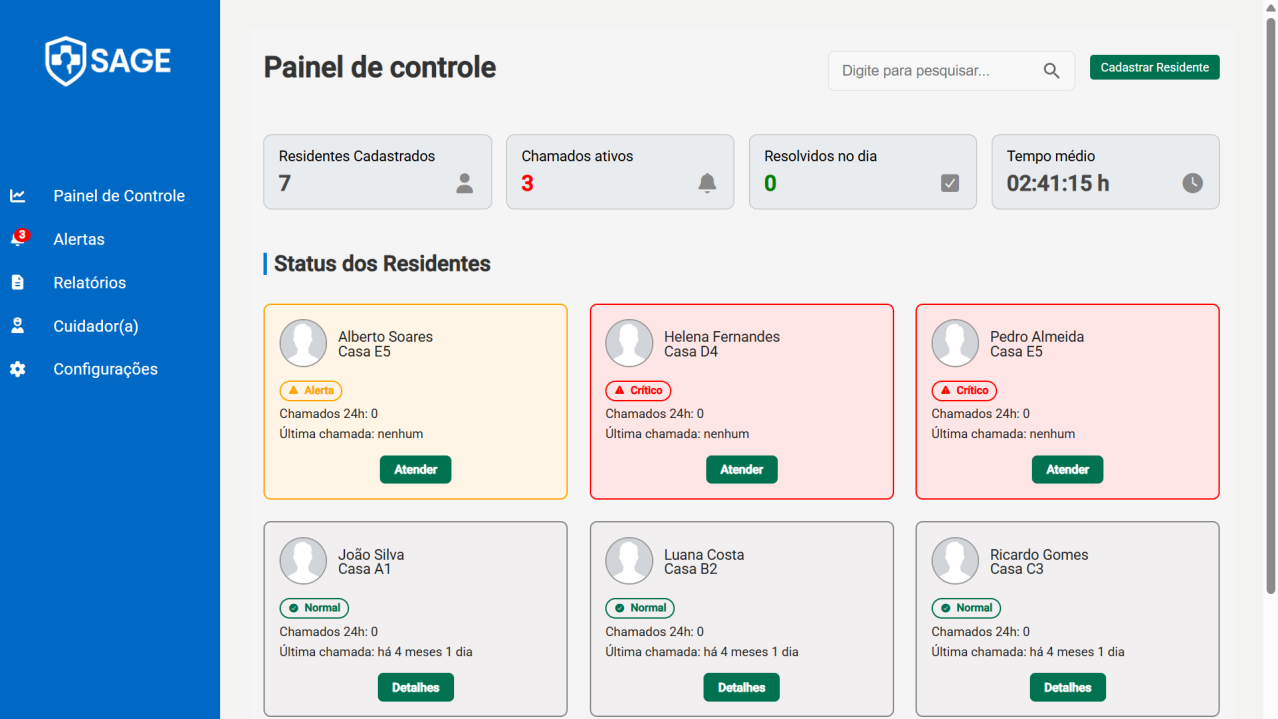 SAGE
Painel de Controle
3
Alertas
Relatórios
Cuidador(a)
Configurações
Painel de controle
Digite para pesquisar...
Cadastrar Residente
Residentes Cadastrados
7
Chamados ativos
3
Resolvidos no dia
0
Tempo médio
02:41:15 h
Status dos Residentes
Alberto Soares
Casa E5
Alerta
Chamados 24h: 0
Última chamada: nenhum
Atender
Helena Fernandes
Casa D4
Crítico
Chamados 24h: 0
Última chamada: nenhum
Atender
Pedro Almeida
Casa E5
Crítico
Chamados 24h: 0
Última chamada: nenhum
Atender
João Silva
Casa A1
Normal
Chamados 24h: 0
Última chamada: há 4 meses 1 dia
Detalhes
Luana Costa
Casa B2
Normal
Chamados 24h: 0
Última chamada: há 4 meses 1 dia
Detalhes
Ricardo Gomes
Casa C3
Normal
Chamados 24h: 0
Última chamada: há 4 meses 1 dia
Detalhes